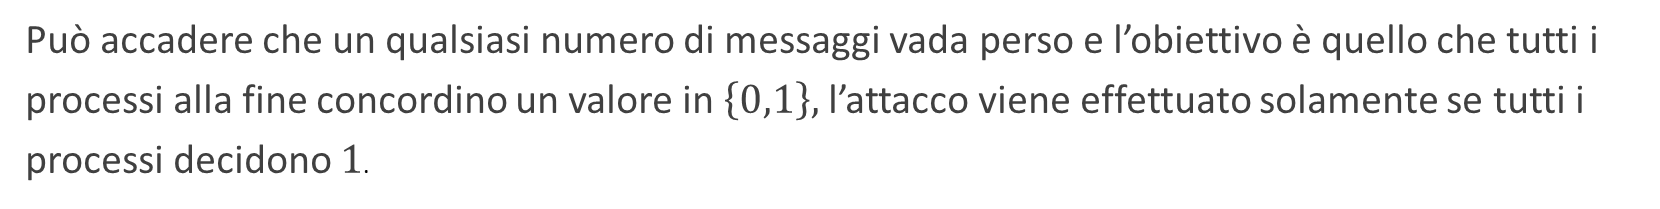 Può accadere che un qualsiasi numero di messaggi vada perso e l’obiettivo è quello che tutti i
processi alla fine concordino un valore in {0,1}, l’attacco viene effettuato solamente se tutti i
processi decidono 1.